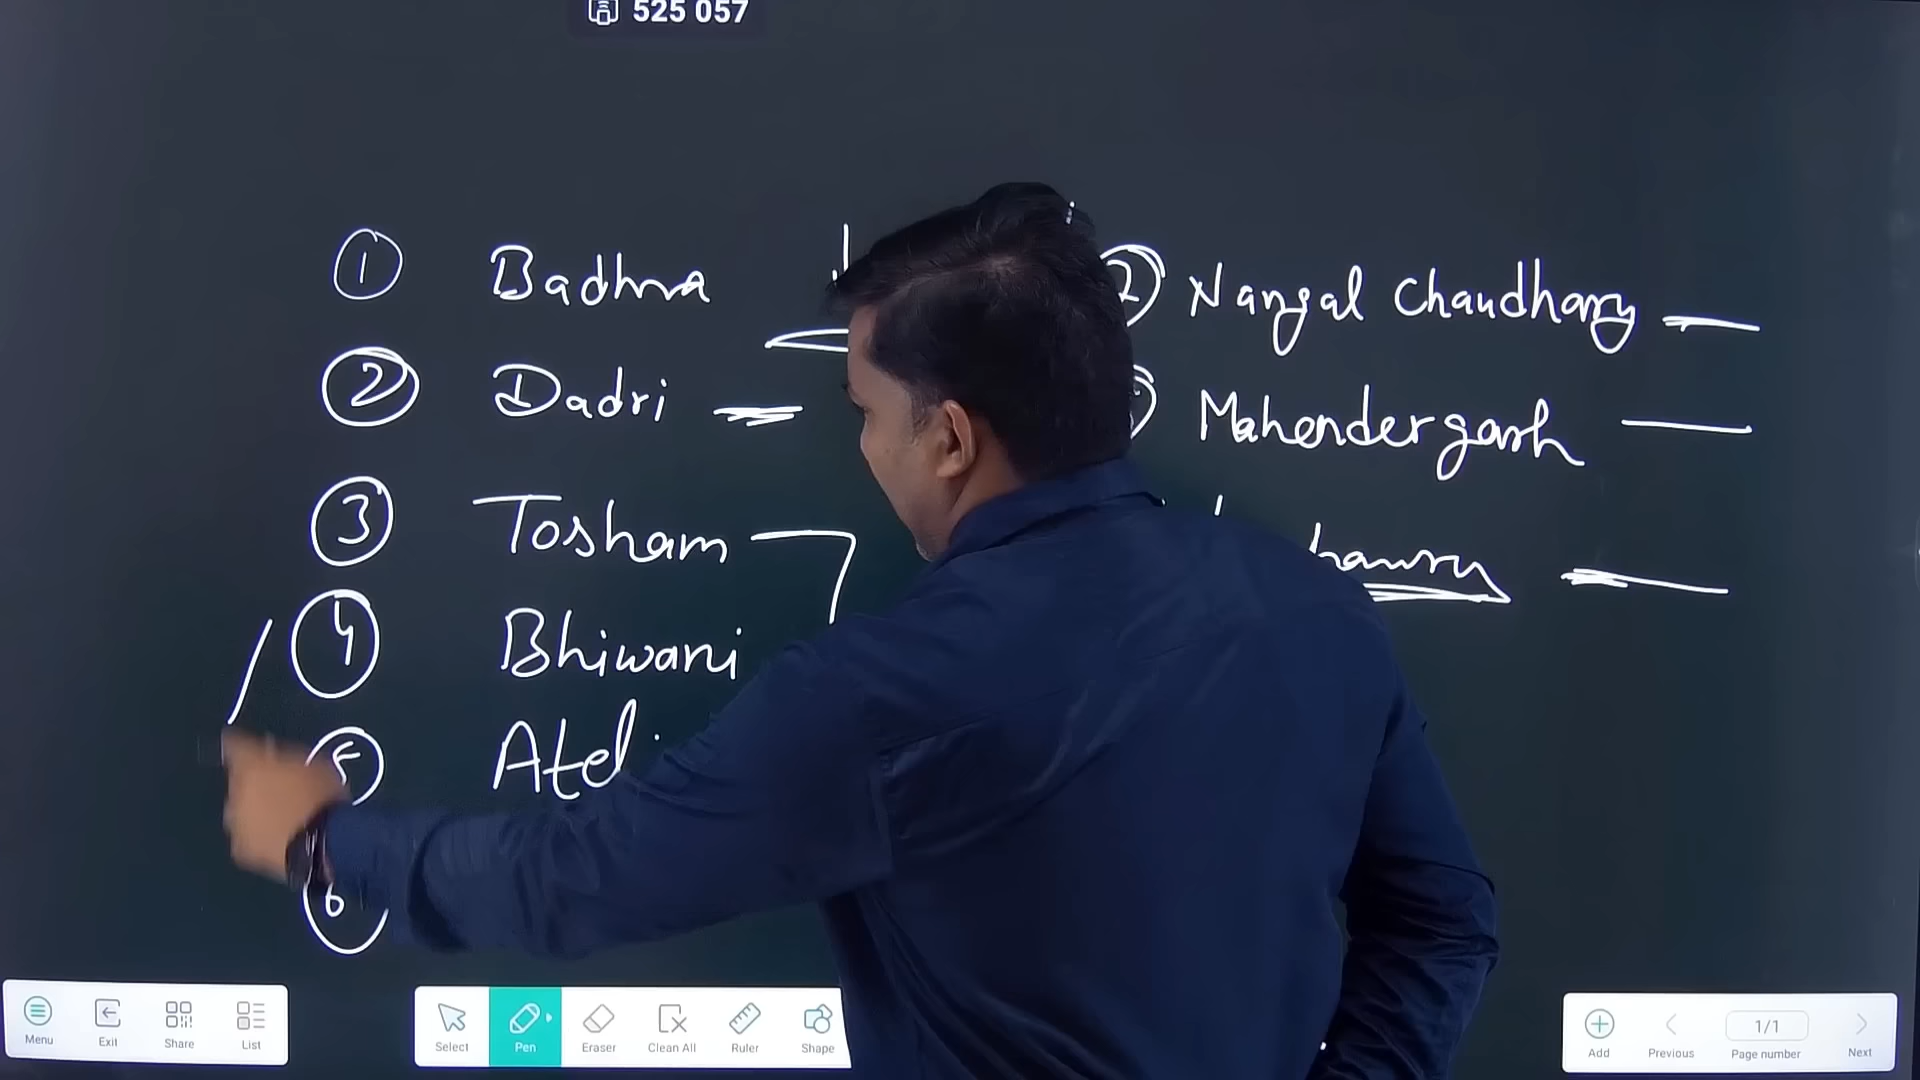 525 057
1 Badhra
2 Dadri
3 Tosham
4 Bhiwani
5
6
Nangal Chaudhary
Mahendergarh
Menu
Exit
Share
List
Select
Pen
Eraser
Clean All
Ruler
Shape
Add
Previous
1/1
Page number
Next